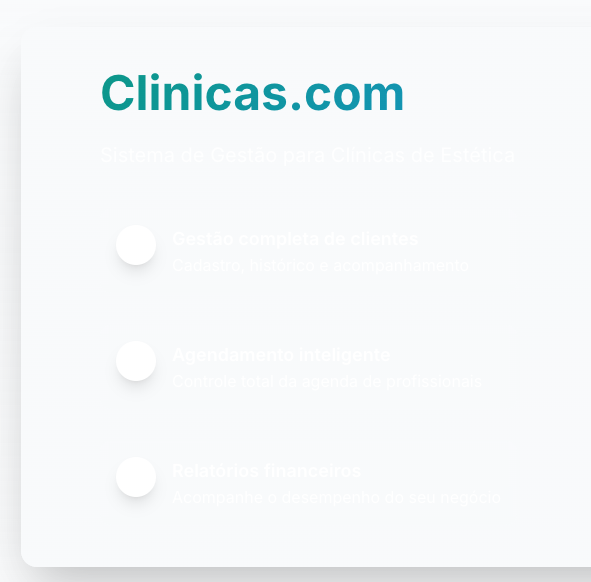 Clinicas.com
Sistema de Gestão para Clínicas de Estética
Gestão completa de clientes
Cadastro, histórico e acompanhamento
Agendamento inteligente
Controle total da agenda de profissionais
Relatórios financeiros
Acompanhe o desempenho do seu negócio